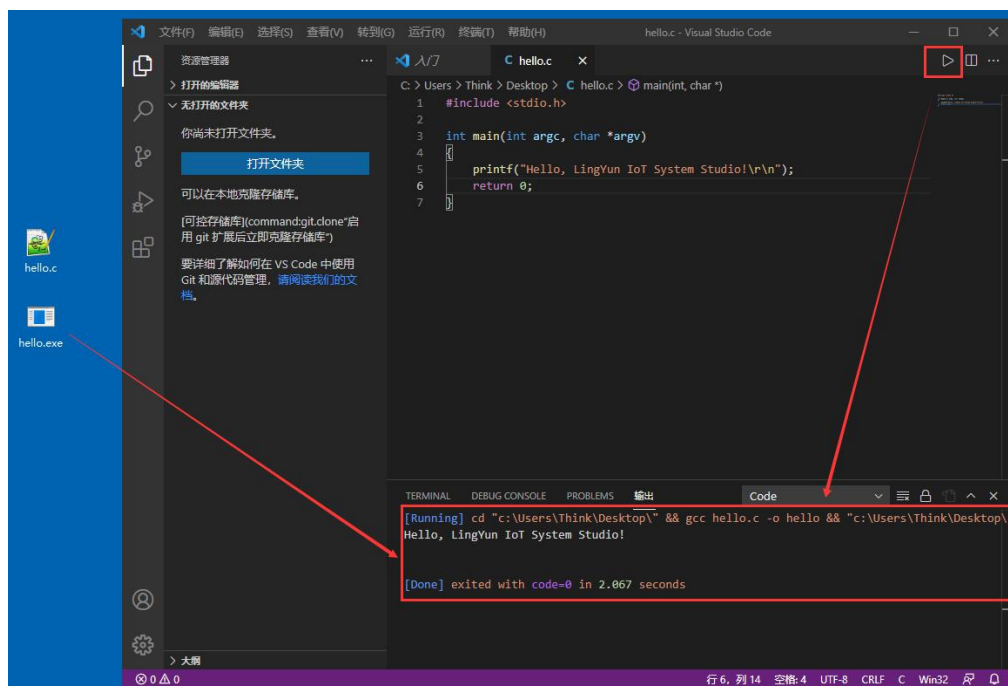 文件(F) 编辑(E) 选择(S) 查看(V) 转到(G) 运行(R) 终端(T) 帮助(H) hello.c - Visual Studio Code
资源管理器 ···
入门
C hello.c ×
> 打开的编辑器
C: > Users > Think > Desktop > C hello.c > main(int, char *)
无打开的文件夹
你尚未打开文件夹。
打开文件夹
可以在本地克隆存储库。
[可控存储库](command:git.clone“启
用 git 扩展后立即克隆存储库”)
要详细了解如何在 VS Code 中使用
Git 和源代码管理，请阅读我们的文
档。
1 #include <stdio.h>
2
3 int main(int argc, char *argv)
4 {
5 printf("Hello, LingYun IoT System Studio!\r\n");
6 return 0;
7 }
hello.c
hello.exe
TERMINAL DEBUG CONSOLE PROBLEMS 输出 Code
[Running] cd "c:\Users\Think\Desktop\" && gcc hello.c -o hello && "c:\Users\Think\Desktop\
Hello, LingYun IoT System Studio!
[Done] exited with code=0 in 2.067 seconds
> 大纲
0 0 行 6，列 14 空格: 4 UTF-8 CRLF C Win32